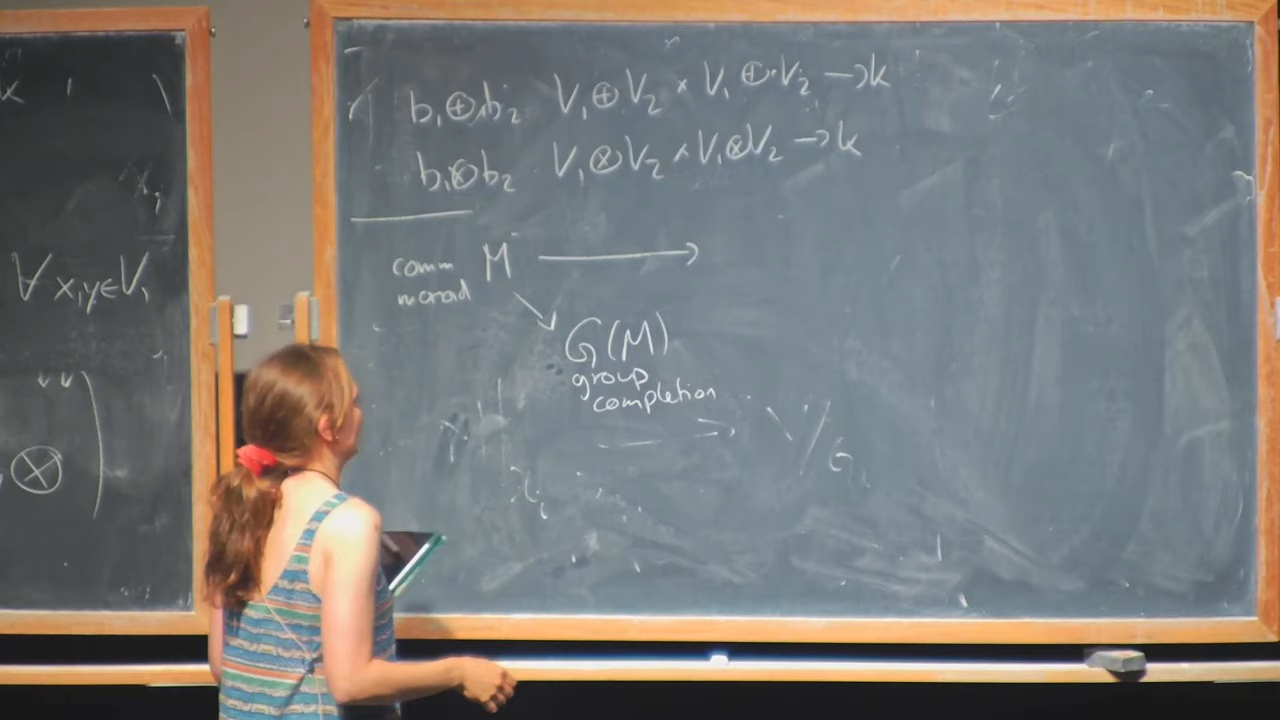 ∀ x,y ∈ V₁
⊗
b₁⊕b₂ V₁⊕V₂ × V₁⊕V₂ → k
b₁⊗b₂ V₁⊗V₂ × V₁⊗V₂ → k
comm M ⟶
monoid ↘
G(M)
group
completion